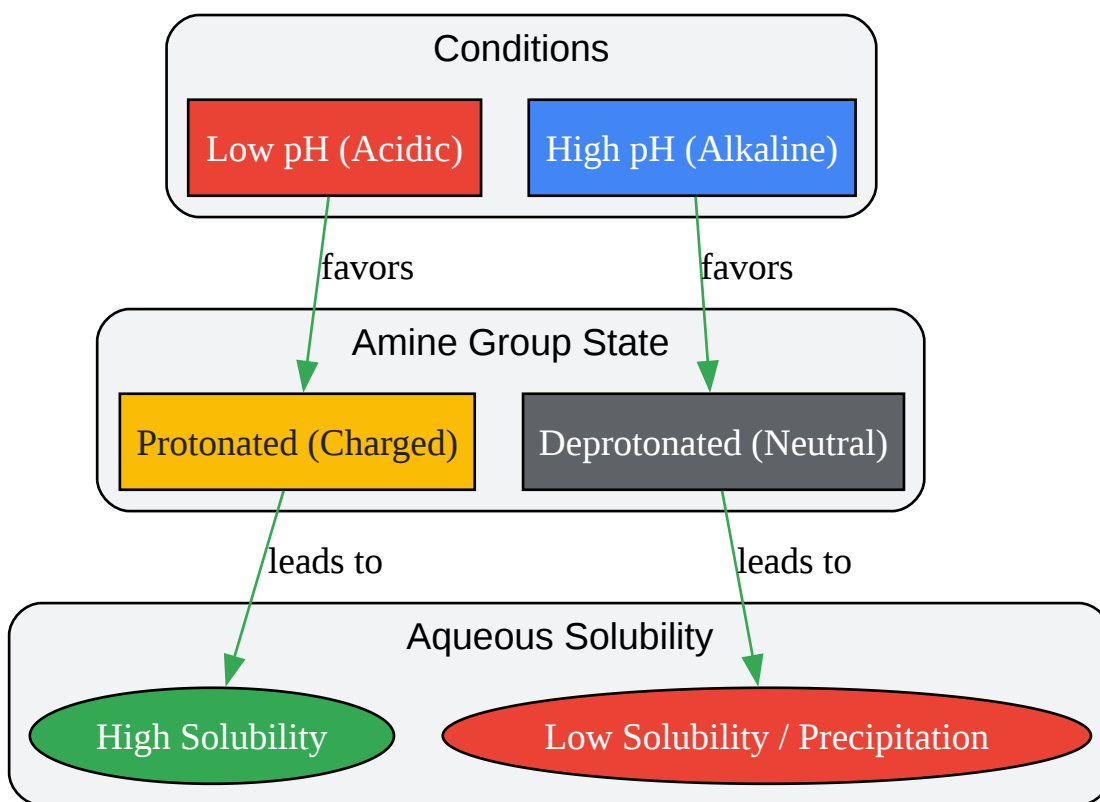 Conditions
Low pH (Acidic)
High pH (Alkaline)
favors
favors
Amine Group State
Protonated (Charged)
Deprotonated (Neutral)
leads to
leads to
Aqueous Solubility
High Solubility
Low Solubility / Precipitation